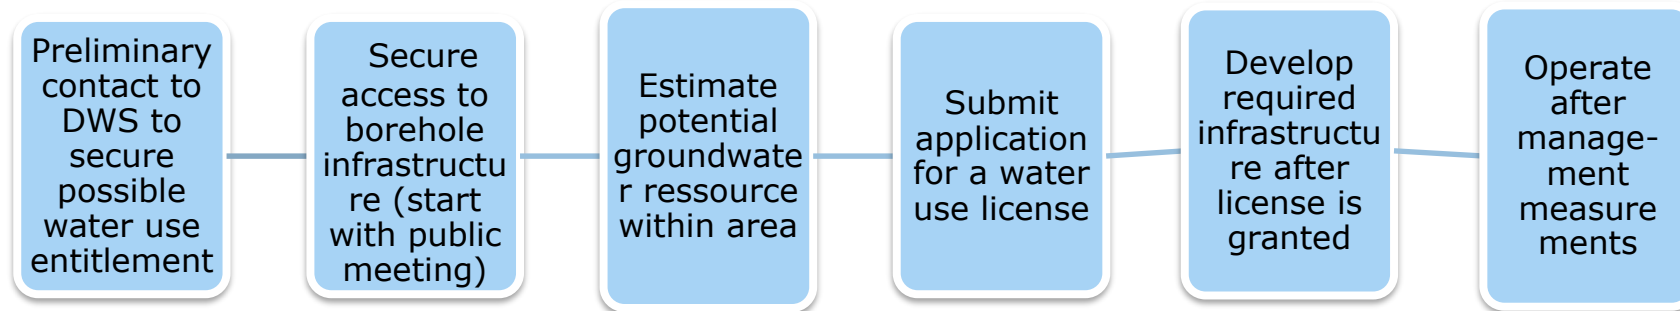 Preliminary
contact to
DWS to
secure
possible
water use
entitlement
Secure
access to
borehole
infrastructu
re (start
with public
meeting)
Estimate
potential
groundwate
r ressource
within area
Submit
application
for a water
use license
Develop
required
infrastructu
re after
license is
granted
Operate
after
manage-
ment
measure
ments